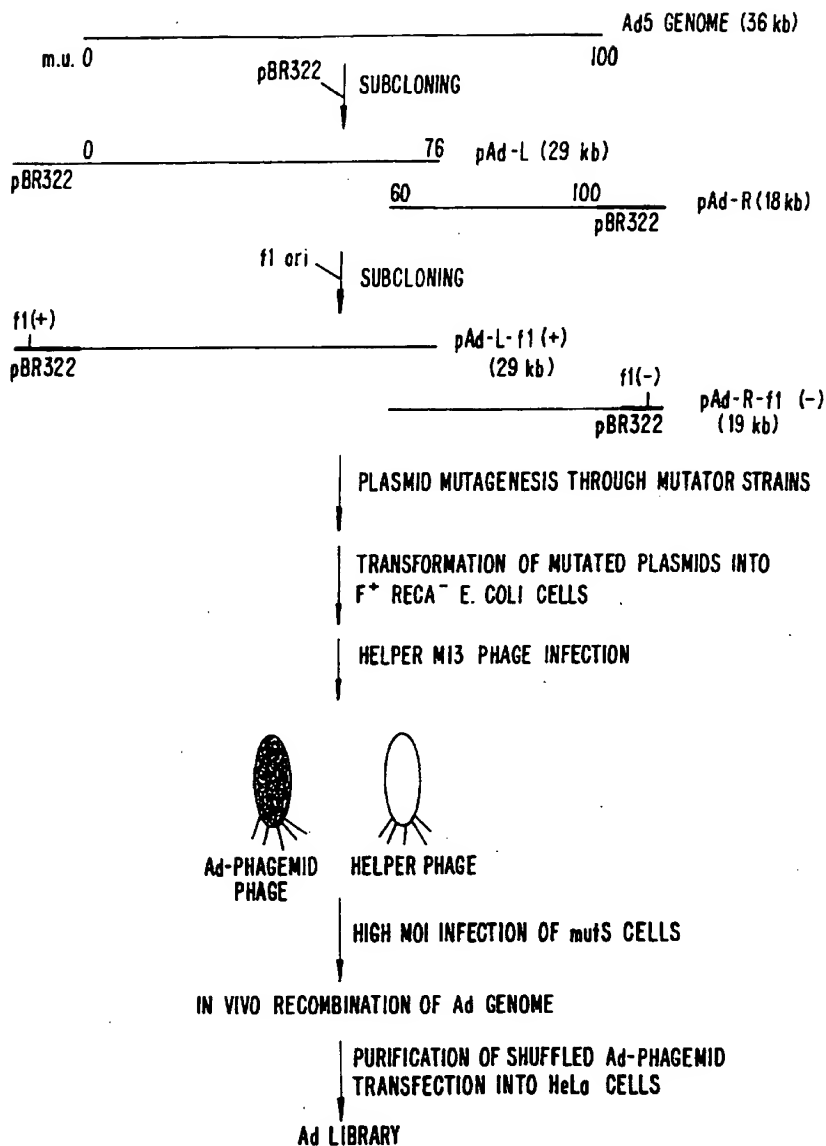 Ad5 GENOME (36 kb)
m.u. 0
100
pBR322
SUBCLONING
0
76
pAd-L (29 kb)
pBR322
60
100
pAd-R (18 kb)
pBR322
f1 ori
SUBCLONING
f1(+)
pAd-L-f1 (+)
(29 kb)
pBR322
f1(-)
pAd-R-f1 (-)
(19 kb)
pBR322
PLASMID MUTAGENESIS THROUGH MUTATOR STRAINS
TRANSFORMATION OF MUTATED PLASMIDS INTO
F+ RECA- E. COLI CELLS
HELPER M13 PHAGE INFECTION
Ad-PHAGEMID
PHAGE
HELPER PHAGE
HIGH MOI INFECTION OF mutS CELLS
IN VIVO RECOMBINATION OF Ad GENOME
PURIFICATION OF SHUFFLED Ad-PHAGEMID
TRANSFECTION INTO HeLa CELLS
Ad LIBRARY